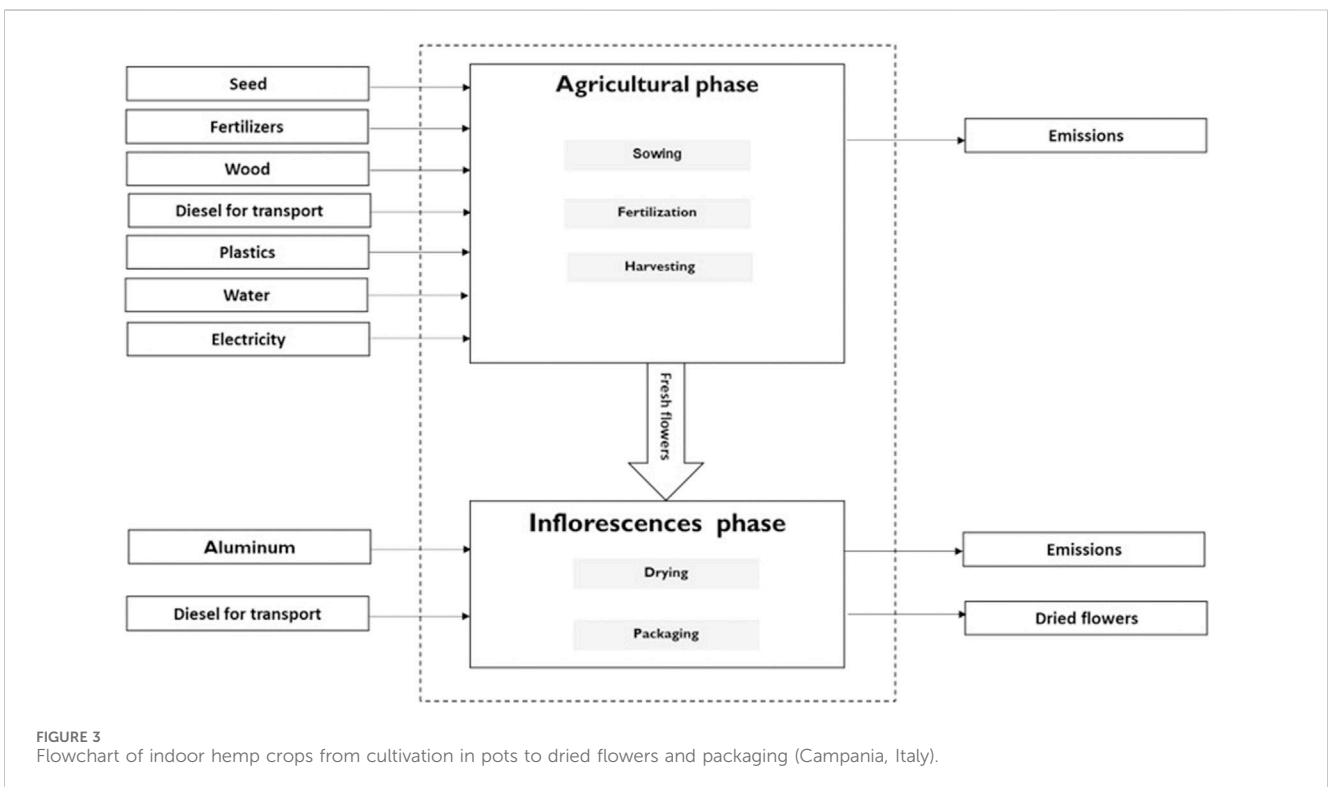 Seed
Fertilizers
Wood
Diesel for transport
Plastics
Water
Electricity
Agricultural phase
Sowing
Fertilization
Harvesting
Emissions
Fresh flowers
Aluminum
Diesel for transport
Inflorescences phase
Drying
Packaging
Emissions
Dried flowers
FIGURE 3
Flowchart of indoor hemp crops from cultivation in pots to dried flowers and packaging (Campania, Italy).